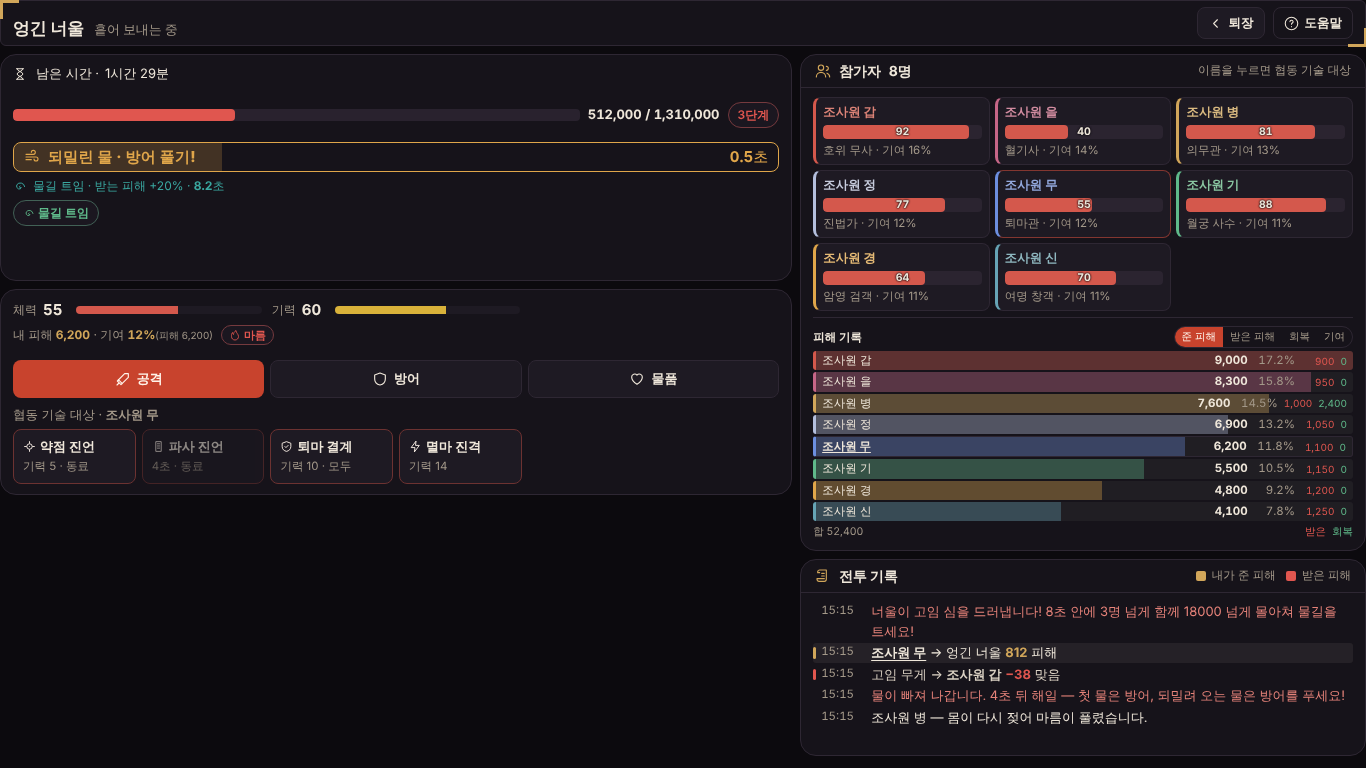 엉긴 너울 흩어 보내는 중
퇴장
도움말
남은 시간 · 1시간 29분
512,000 / 1,310,000 3단계
되밀린 물 · 방어 풀기! 0.5초
물길 트임 · 받는 피해 +20% · 8.2초
물길 트임
체력 55 기력 60
내 피해 6,200 · 기여 12%(피해 6,200) 마름
공격 방어 물품
협동 기술 대상 · 조사원 무
약점 진언 파사 진언 퇴마 결계 멸마 진격
기력 5 · 동료 4초 · 동료 기력 10 · 모두 기력 14
참가자 8명 이름을 누르면 협동 기술 대상
조사원 갑 조사원 을 조사원 병
92 40 81
호위 무사 · 기여 16% 혈기사 · 기여 14% 의무관 · 기여 13%
조사원 정 조사원 무 조사원 기
77 55 88
진법가 · 기여 12% 퇴마관 · 기여 12% 월궁 사수 · 기여 11%
조사원 경 조사원 신
64 70
암영 검객 · 기여 11% 여명 창객 · 기여 11%
피해 기록 준 피해 받은 피해 회복 기여
조사원 갑 9,000 17.2% 900 0
조사원 을 8,300 15.8% 950 0
조사원 병 7,600 14.5% 1,000 2,400
조사원 정 6,900 13.2% 1,050 0
조사원 무 6,200 11.8% 1,100 0
조사원 기 5,500 10.5% 1,150 0
조사원 경 4,800 9.2% 1,200 0
조사원 신 4,100 7.8% 1,250 0
합 52,400 받은 회복
전투 기록 내가 준 피해 받은 피해
15:15 너울이 고임 심을 드러냅니다! 8초 안에 3명 넘게 함께 18000 넘게 몰아쳐 물길을
트세요!
15:15 조사원 무 → 엉긴 너울 812 피해
15:15 고임 무게 → 조사원 갑 −38 맞음
15:15 물이 빠져 나갑니다. 4초 뒤 해일 — 첫 물은 방어, 되밀려 오는 물은 방어를 푸세요!
15:15 조사원 병 — 몸이 다시 젖어 마름이 풀렸습니다.